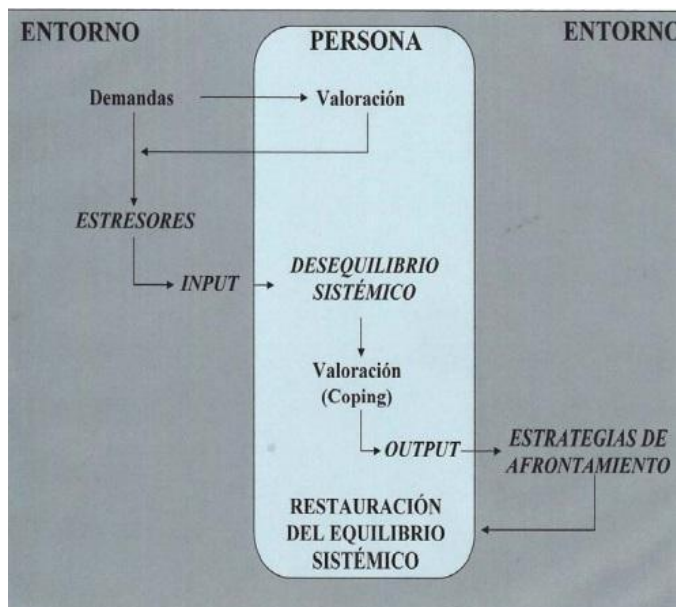 ENTORNO
PERSONA
ENTORNO
Demandas
Valoración
ESTRESORES
INPUT
DESEQUILIBRIO
SISTÉMICO
Valoración
(Coping)
OUTPUT
ESTRATEGIAS DE
AFRONTAMIENTO
RESTAURACIÓN
DEL EQUILIBRIO
SISTÉMICO